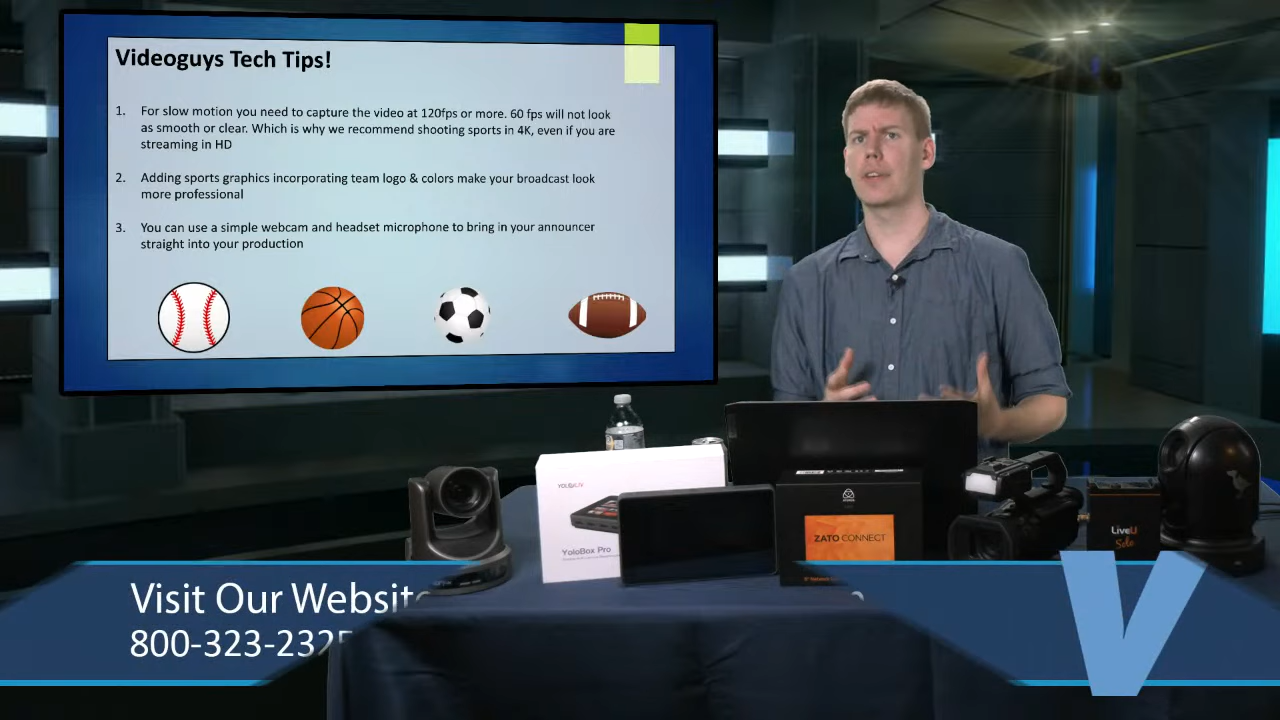 Videoguys Tech Tips!
1. For slow motion you need to capture the video at 120fps or more. 60 fps will not look
as smooth or clear. Which is why we recommend shooting sports in 4K, even if you are
streaming in HD
2. Adding sports graphics incorporating team logo & colors make your broadcast look
more professional
3. You can use a simple webcam and headset microphone to bring in your announcer
straight into your production
YOLOLIV
YoloBox Pro
ZATO CONNECT
LiveU
Solo
Visit Our Website
800-323-2325
V